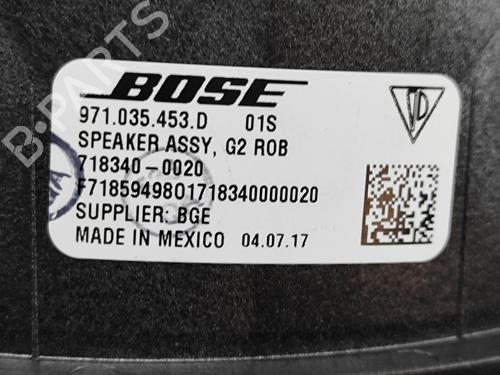 BOSE
971.035.453.D 01S
SPEAKER ASSY, G2 ROB
718340-0020
F7185949801718340000020
SUPPLIER: BGE
MADE IN MEXICO 04.07.17
B-PARTS